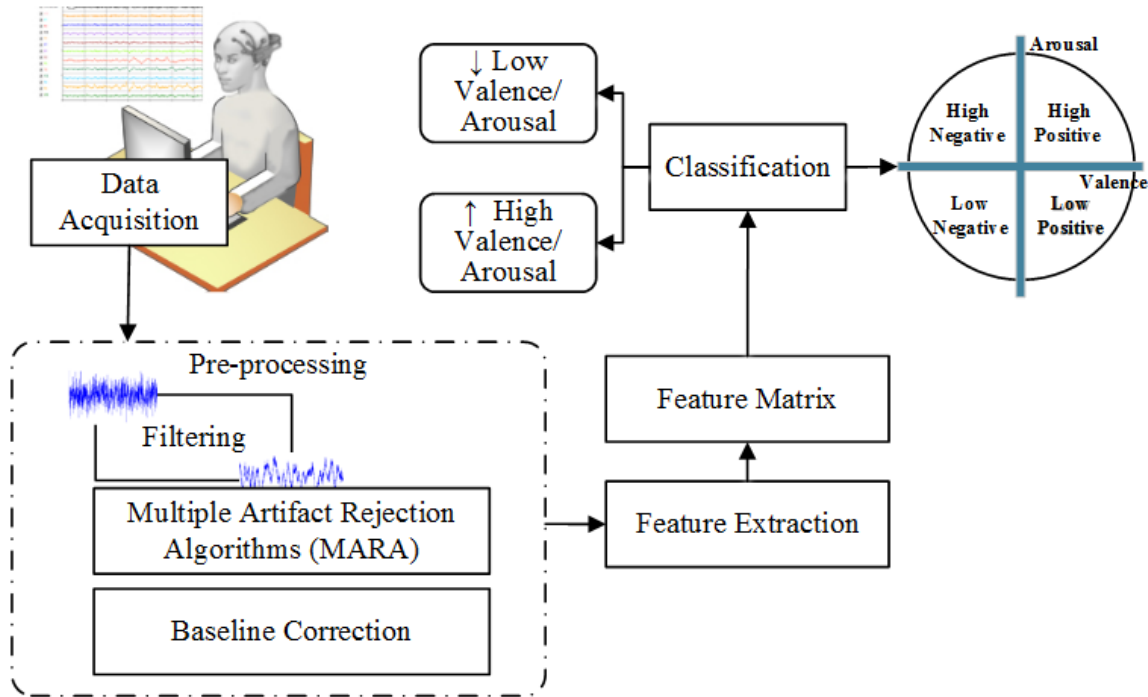 Data
Acquisition
↓ Low
Valence/
Arousal
↑ High
Valence/
Arousal
Classification
Arousal
High
Negative
High
Positive
Valence
Low
Negative
Low
Positive
Pre-processing
Filtering
Multiple Artifact Rejection
Algorithms (MARA)
Baseline Correction
Feature Matrix
Feature Extraction